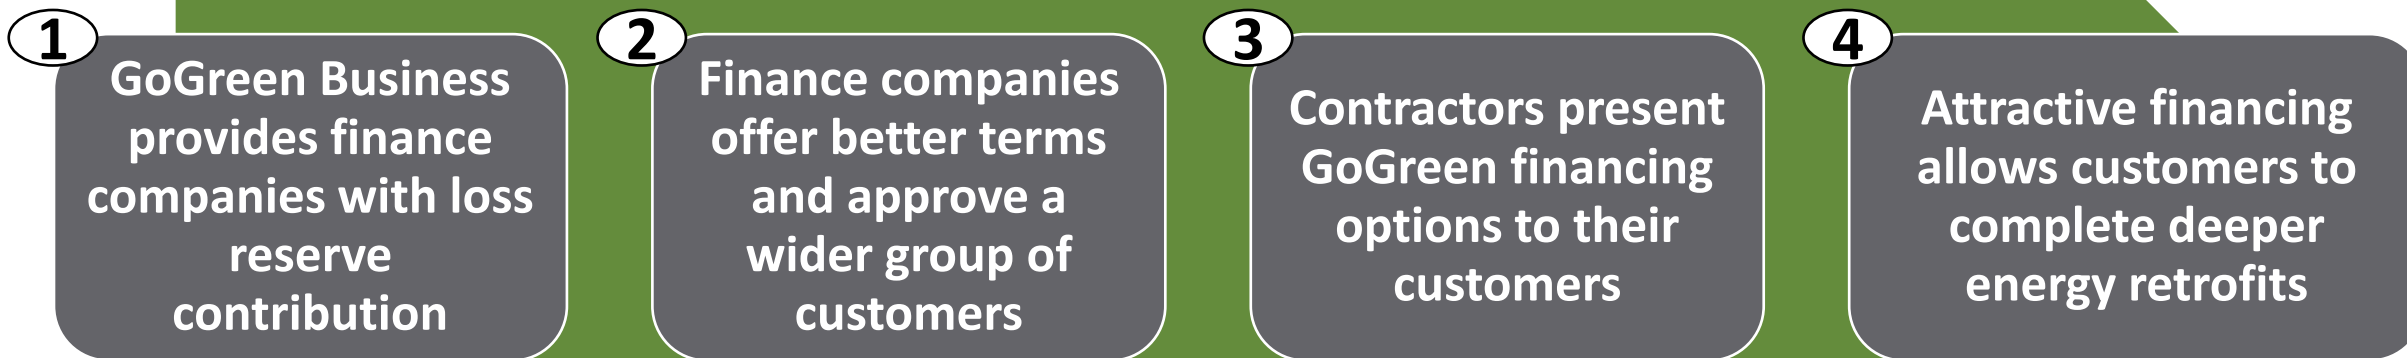 1
GoGreen Business
provides finance
companies with loss
reserve
contribution
2
Finance companies
offer better terms
and approve a
wider group of
customers
3
Contractors present
GoGreen financing
options to their
customers
4
Attractive financing
allows customers to
complete deeper
energy retrofits